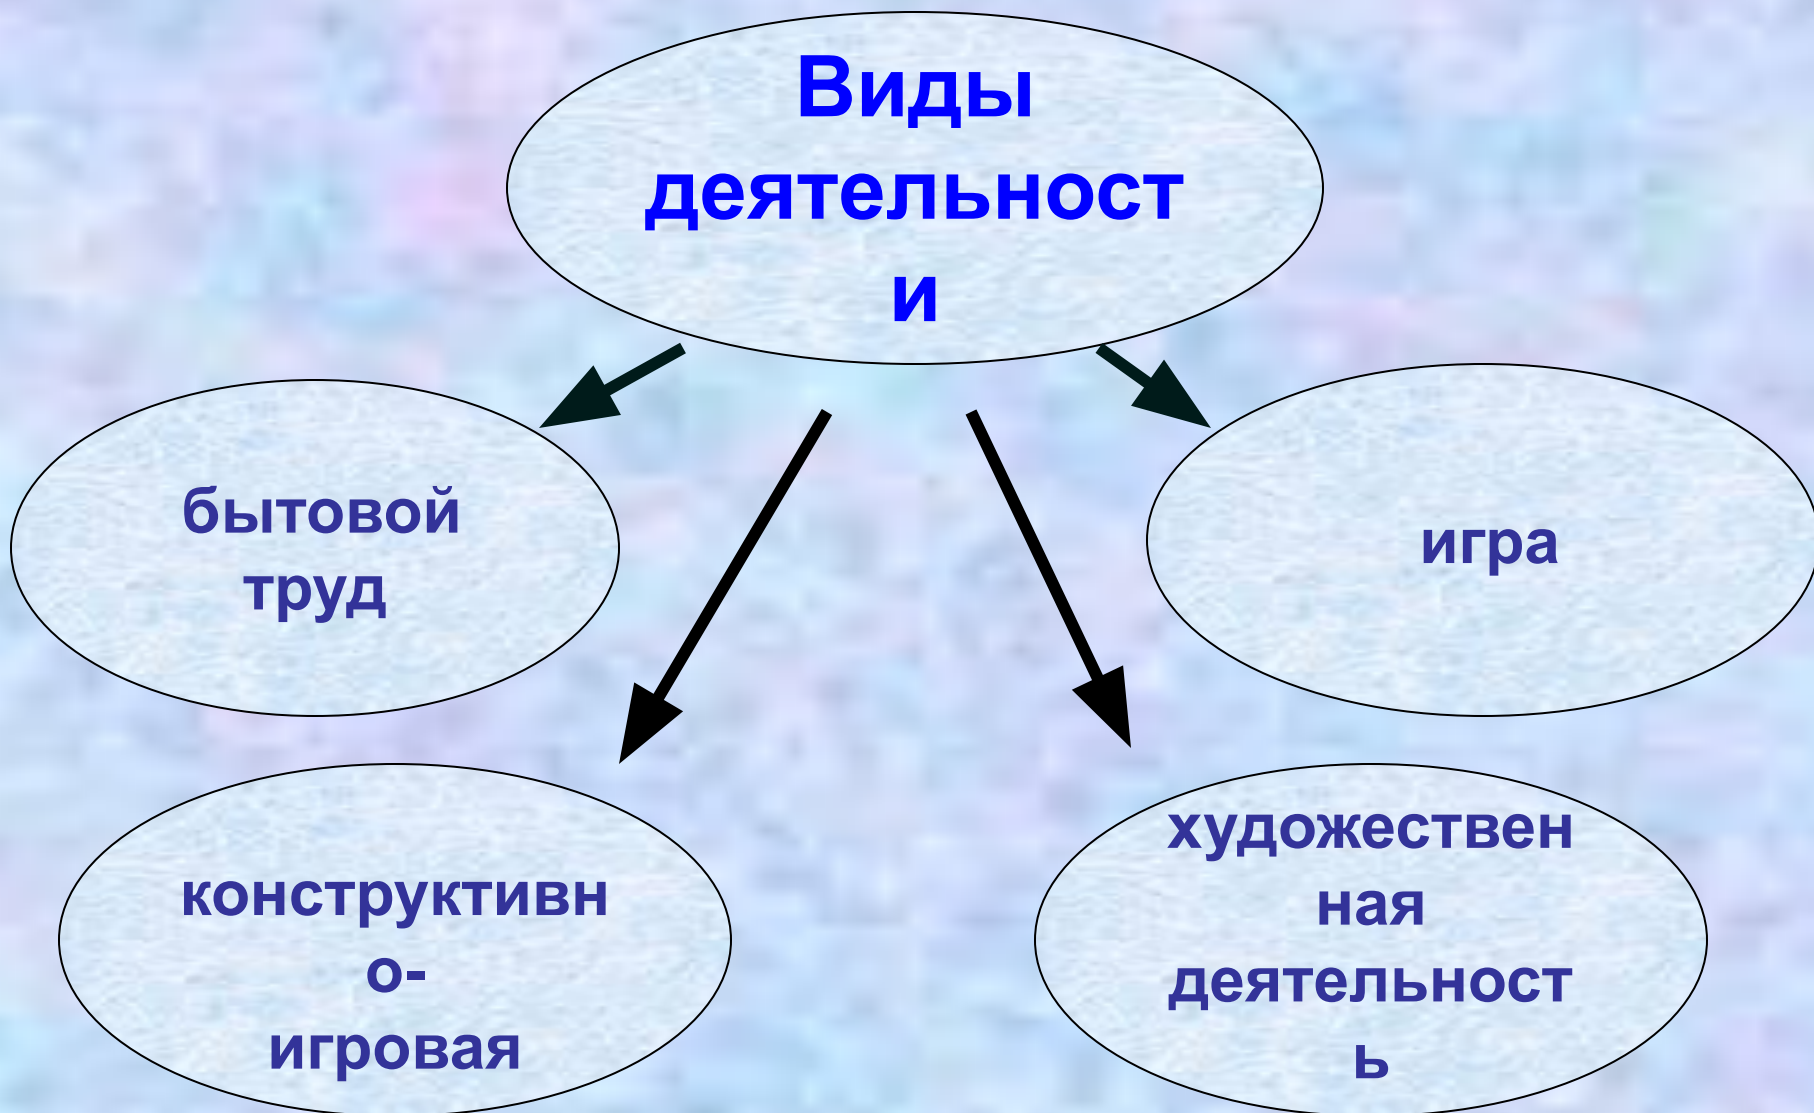 Виды
деятельност
и
бытовой
труд
игра
конструктивн
о-
игровая
художествен
ная
деятельност
ь